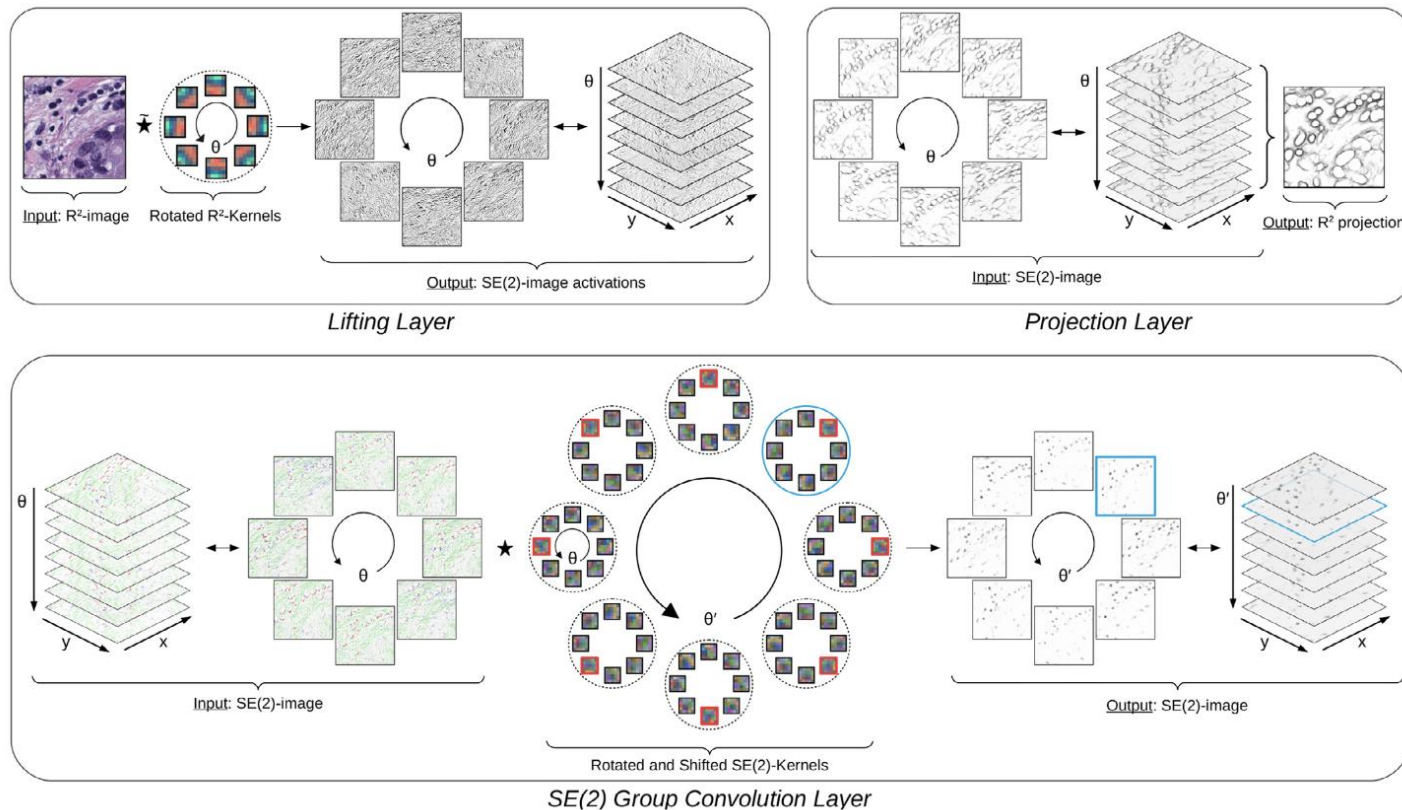 θ
Input: R²-image
Rotated R²-Kernels
θ
θ
y
x
Output: SE(2)-image activations
Lifting Layer
θ
θ
y
x
Input: SE(2)-image
Output: R² projection
Projection Layer
θ
y
x
θ
Input: SE(2)-image
θ
θ'
Rotated and Shifted SE(2)-Kernels
θ'
θ'
y
x
Output: SE(2)-image
SE(2) Group Convolution Layer